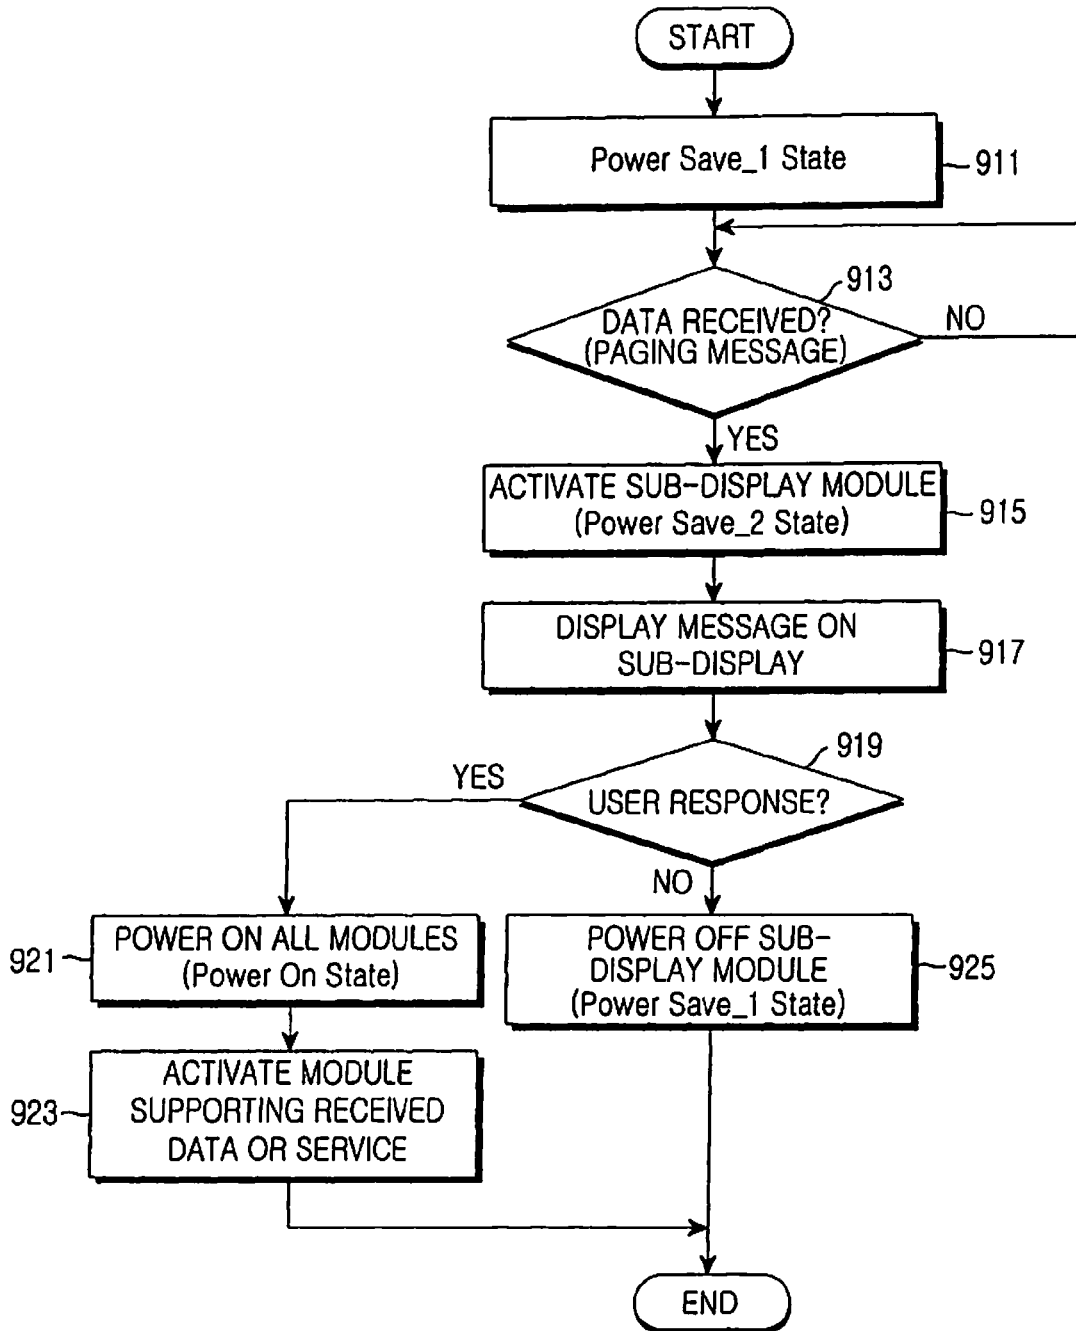 START
Power Save_1 State
911
913
DATA RECEIVED?
(PAGING MESSAGE)
NO
YES
ACTIVATE SUB-DISPLAY MODULE
(Power Save_2 State)
915
DISPLAY MESSAGE ON
SUB-DISPLAY
917
919
YES
USER RESPONSE?
NO
921
POWER ON ALL MODULES
(Power On State)
POWER OFF SUB-
DISPLAY MODULE
(Power Save_1 State)
925
923
ACTIVATE MODULE
SUPPORTING RECEIVED
DATA OR SERVICE
END